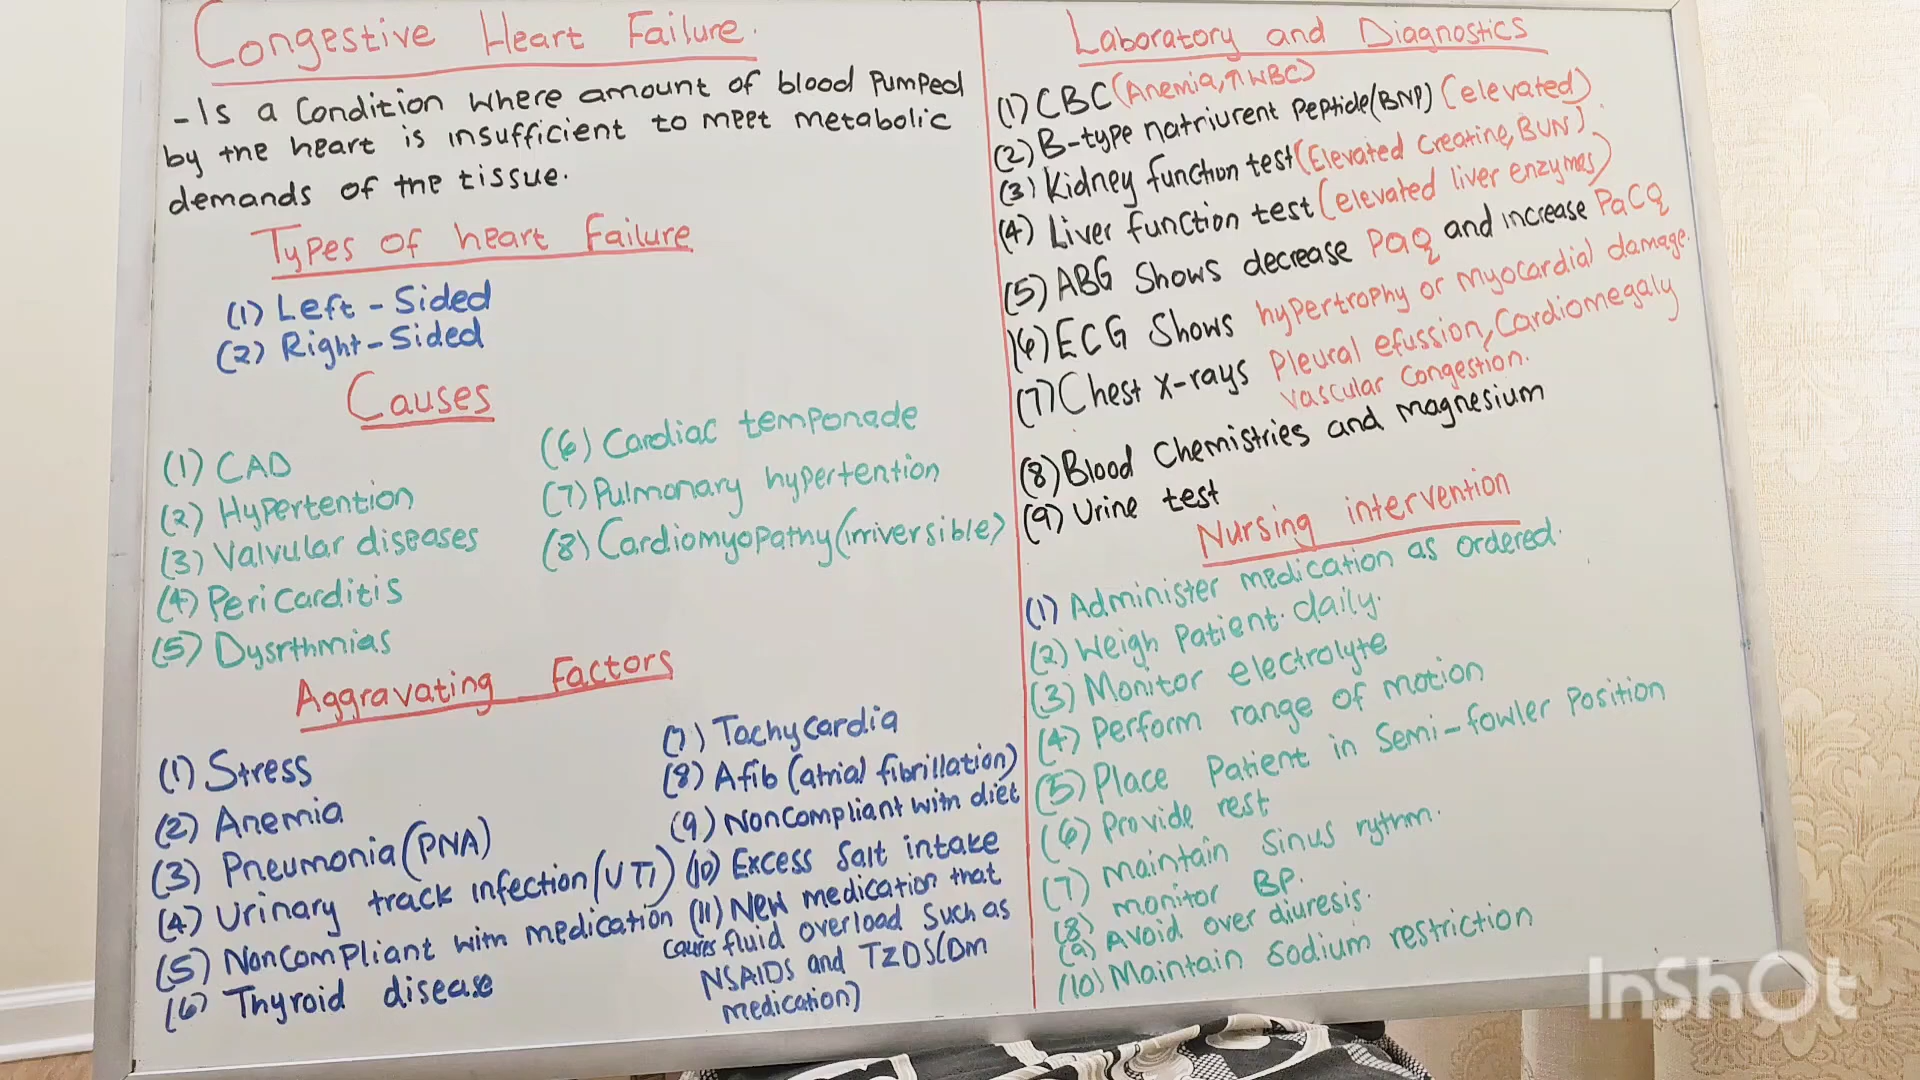 Congestive Heart Failure.
- Is a Condition where amount of blood Pumped
by the heart is insufficient to meet metabolic
demands of the tissue.
Types of heart Failure
(1) Left - Sided
(2) Right - Sided
Causes
(1) CAD
(2) Hypertention
(3) Valvular diseases
(4) Pericarditis
(5) Dysrthmias
(6) Cardiac temponade
(7) Pulmonary hypertention
(8) Cardiomyopathy (irriversible)
Aggravating Factors
(1) Stress
(2) Anemia
(3) Pneumonia (PNA)
(4) Urinary track infection (UTI)
(5) Noncompliant with medication
(6) Thyroid disease
(7) Tachycardia
(8) Afib (atrial fibrillation)
(9) Noncompliant with diet
(10) Excess Salt intake
(11) New medication that
causes fluid overload Such as
NSAIDS and TZDS (DM
medication)
Laboratory and Diagnostics
(1) CBC (Anemia, ↑WBC)
(2) B-type natriurent Peptide (BNP) (elevated)
(3) Kidney function test (Elevated Creatine, BUN)
(4) Liver function test (elevated liver enzymes)
(5) ABG Shows decrease PaO2 and increase PaCO2
(6) ECG Shows hypertrophy or myocardial damage.
(7) Chest X-rays Pleural efussion, Cardiomegaly
vascular Congestion.
(8) Blood Chemistries and magnesium
(9) Urine test
Nursing intervention
(1) Administer medication as ordered.
(2) Weigh Patient daily.
(3) Monitor electrolyte
(4) Perform range of motion
(5) Place Patient in Semi-fowler Position
(6) Provide rest
(7) Maintain Sinus rythm.
(8) monitor BP.
(9) Avoid over diuresis.
(10) Maintain Sodium restriction
InShOt